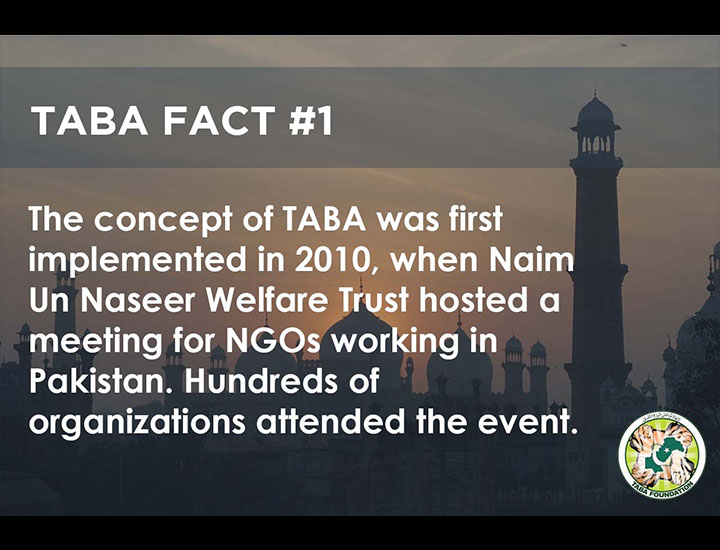 TABA FACT #1
The concept of TABA was first
implemented in 2010, when Naim
Un Naseer Welfare Trust hosted a
meeting for NGOs working in
Pakistan. Hundreds of
organizations attended the event.
TABA FOUNDATION